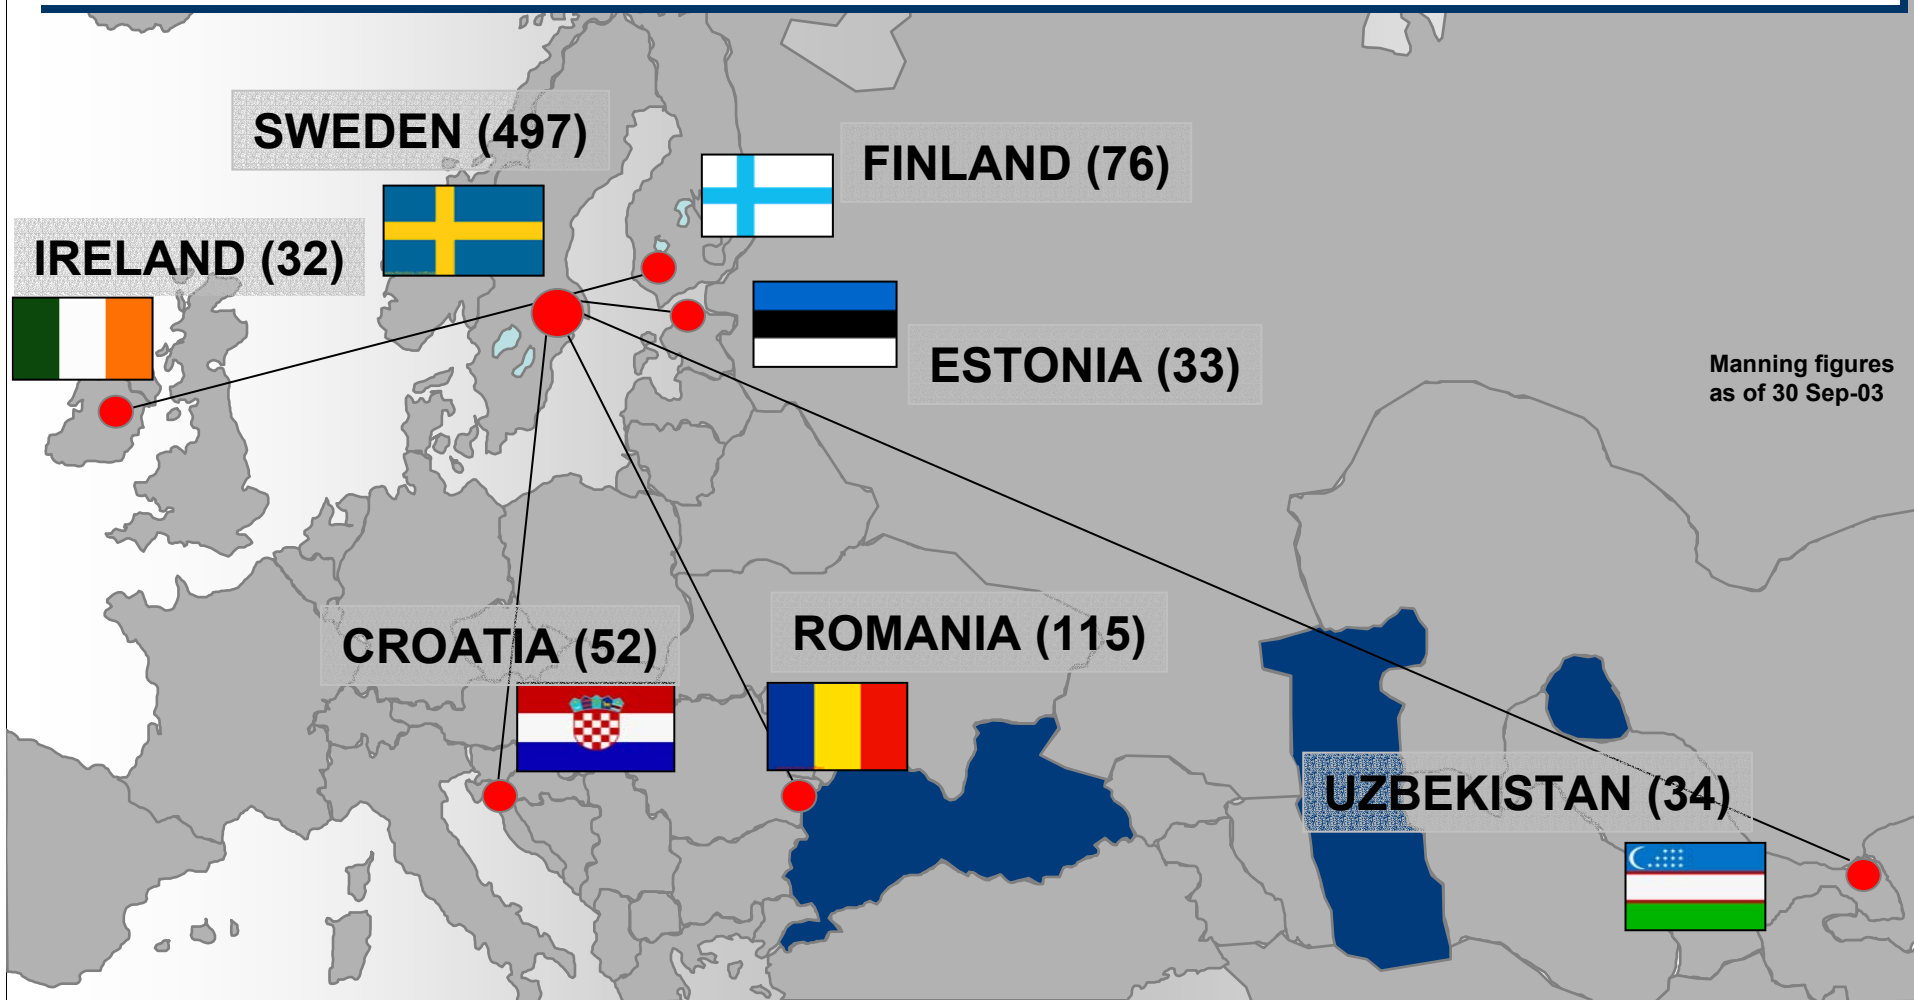 SWEDEN (497)
FINLAND (76)
IRELAND (32)
ESTONIA (33)
Manning figures
as of 30 Sep-03
CROATIA (52)
ROMANIA (115)
UZBEKISTAN (34)